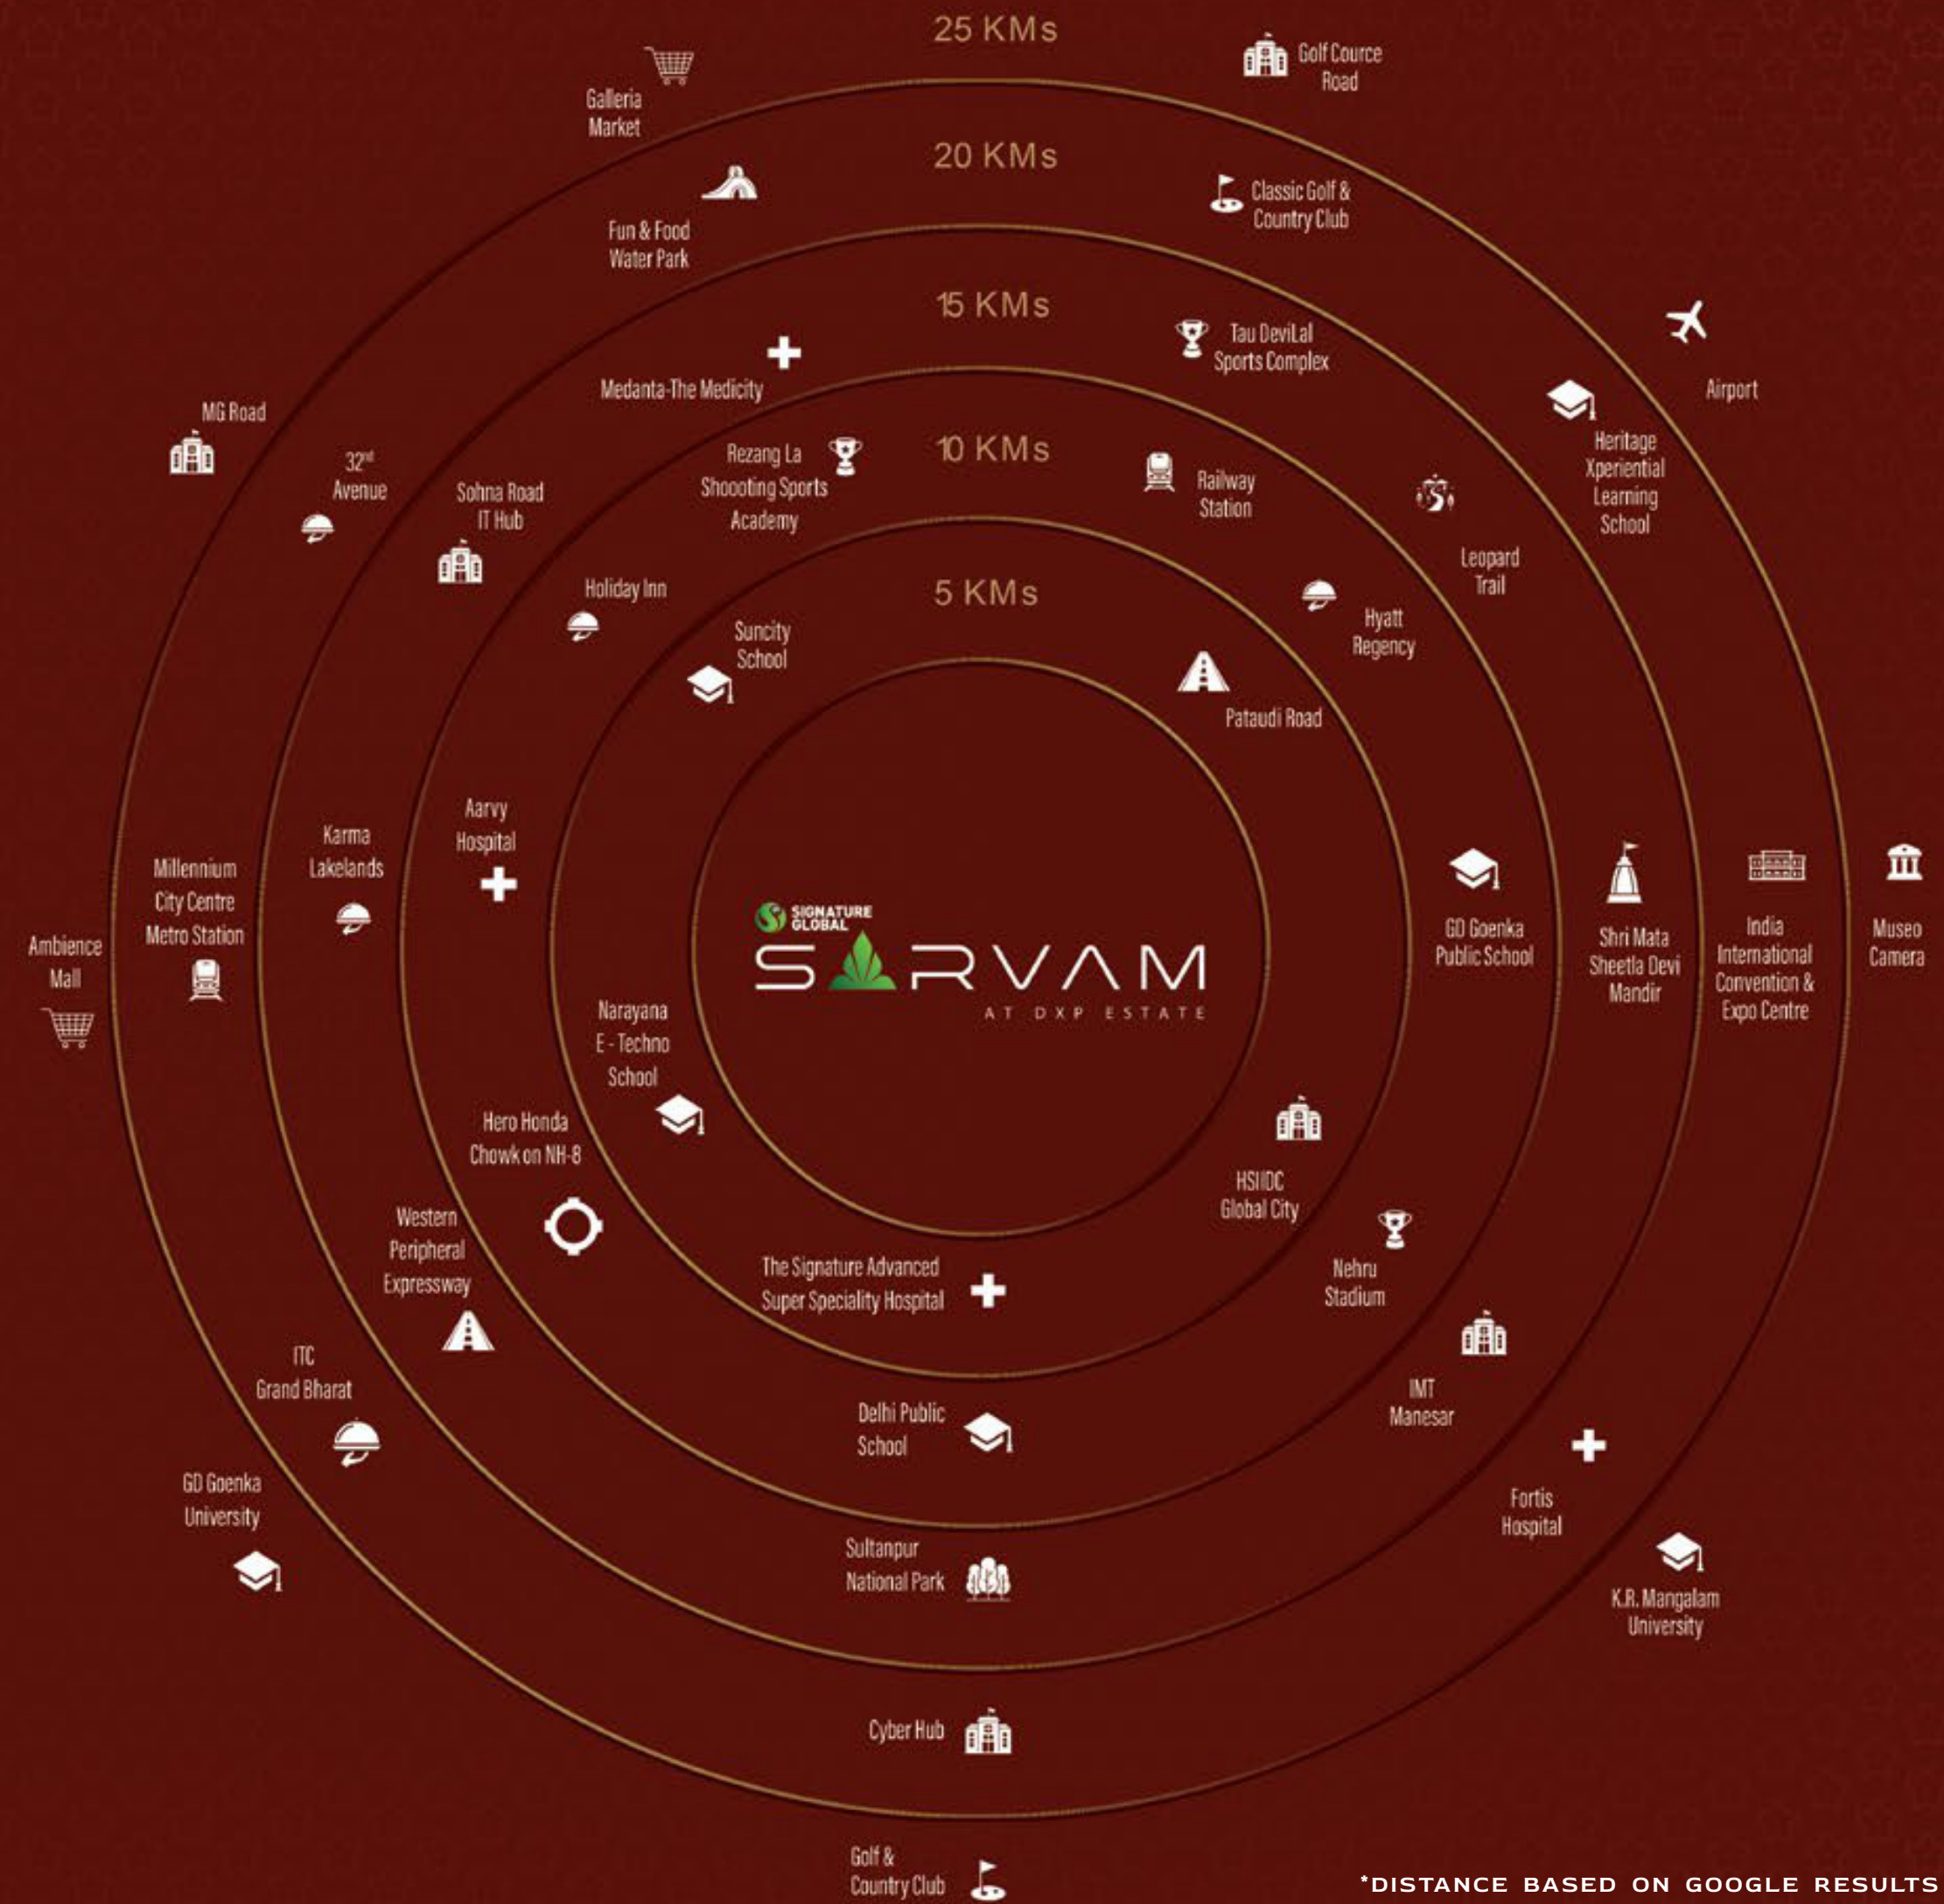 25 KMs
Galleria
Market
Golf Cource
Road
20 KMs
Fun & Food
Water Park
Classic Golf &
Country Club
15 KMs
Medanta-The Medicity
Tau DeviLal
Sports Complex
Airport
MG Road
32nd
Avenue
Sohna Road
IT Hub
Rezang La
Shoooting Sports
Academy
10 KMs
Railway
Station
Heritage
Xperiential
Learning
School
Leopard
Trail
Holiday Inn
5 KMs
Hyatt
Regency
Suncity
School
Pataudi Road
Aarvy
Hospital
Karma
Lakelands
Millennium
City Centre
Metro Station
Ambience
Mall
SIGNATURE
GLOBAL
SARVAM
AT DXP ESTATE
GD Goenka
Public School
Shri Mata
Sheetla Devi
Mandir
India
International
Convention &
Expo Centre
Museo
Camera
Narayana
E - Techno
School
Hero Honda
Chowk on NH-8
HSIIDC
Global City
Western
Peripheral
Expressway
The Signature Advanced
Super Speciality Hospital
Nehru
Stadium
ITC
Grand Bharat
IMT
Manesar
Delhi Public
School
GD Goenka
University
Fortis
Hospital
Sultanpur
National Park
K.R. Mangalam
University
Cyber Hub
Golf &
Country Club
*DISTANCE BASED ON GOOGLE RESULTS